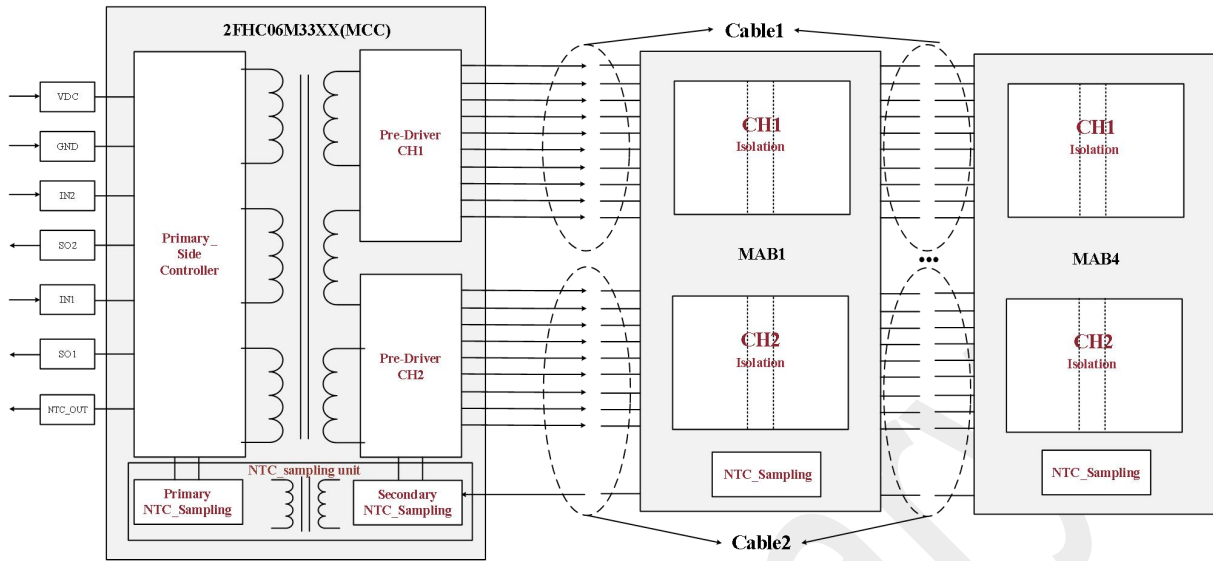 2FHC06M33XX(MCC)
Cable1
VDC
GND
IN2
SO2
IN1
SO1
NTC_OUT
Primary_
Side
Controller
Pre-Driver
CH1
Pre-Driver
CH2
NTC_sampling unit
Primary
NTC_Sampling
Secondary
NTC_Sampling
CH1
Isolation
MAB1
CH2
Isolation
NTC_Sampling
•••
CH1
Isolation
MAB4
CH2
Isolation
NTC_Sampling
Cable2